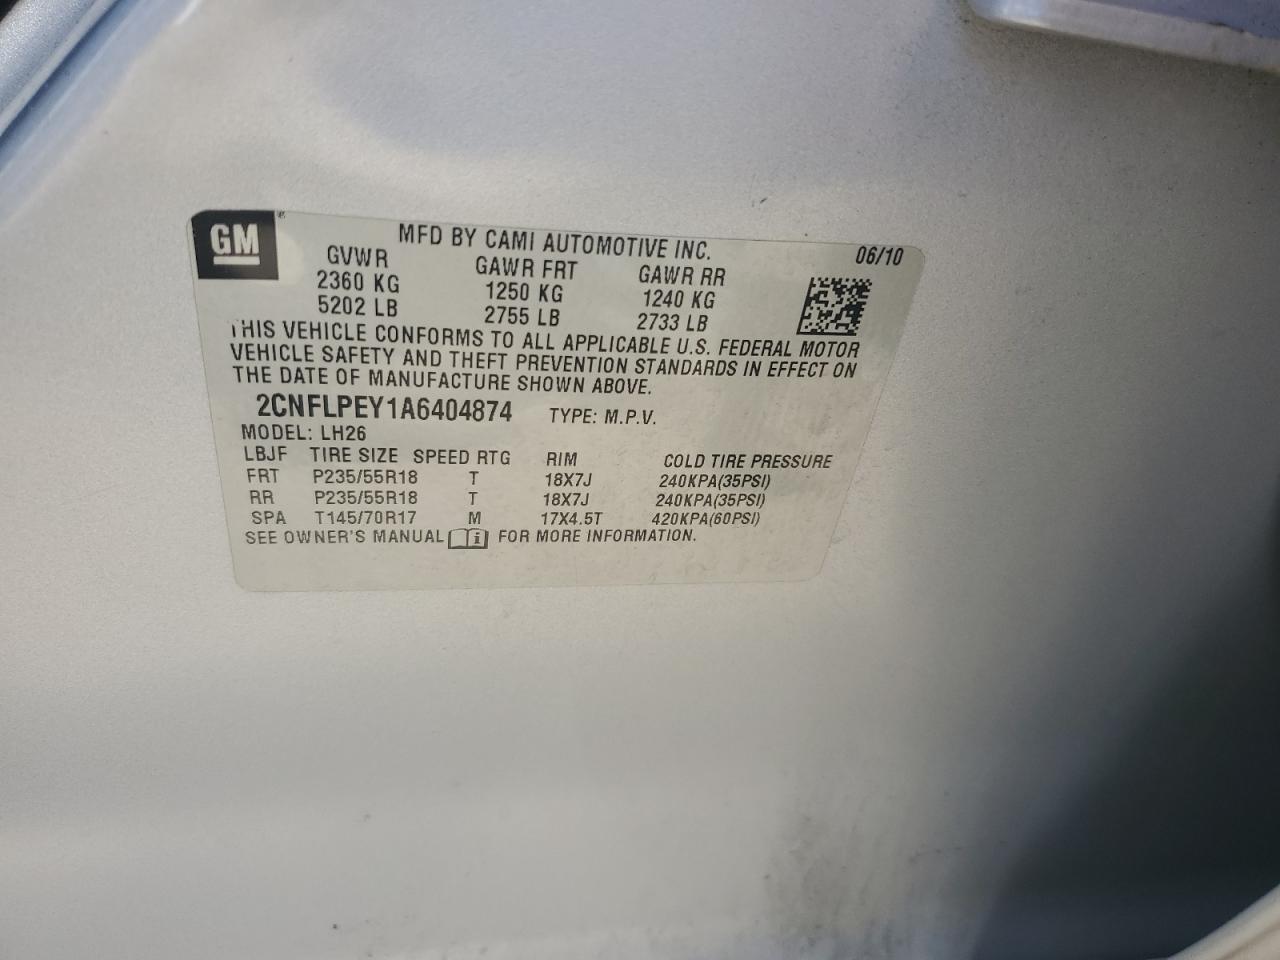 GM
MFD BY CAMI AUTOMOTIVE INC. 06/10
GVWR GAWR FRT GAWR RR
2360 KG 1250 KG 1240 KG
5202 LB 2755 LB 2733 LB
THIS VEHICLE CONFORMS TO ALL APPLICABLE U.S. FEDERAL MOTOR
VEHICLE SAFETY AND THEFT PREVENTION STANDARDS IN EFFECT ON
THE DATE OF MANUFACTURE SHOWN ABOVE.
2CNFLPEY1A6404874 TYPE: M.P.V.
MODEL: LH26
LBJF TIRE SIZE SPEED RTG RIM COLD TIRE PRESSURE
FRT P235/55R18 T 18X7J 240KPA(35PSI)
RR P235/55R18 T 18X7J 240KPA(35PSI)
SPA T145/70R17 M 17X4.5T 420KPA(60PSI)
SEE OWNER'S MANUAL i FOR MORE INFORMATION.